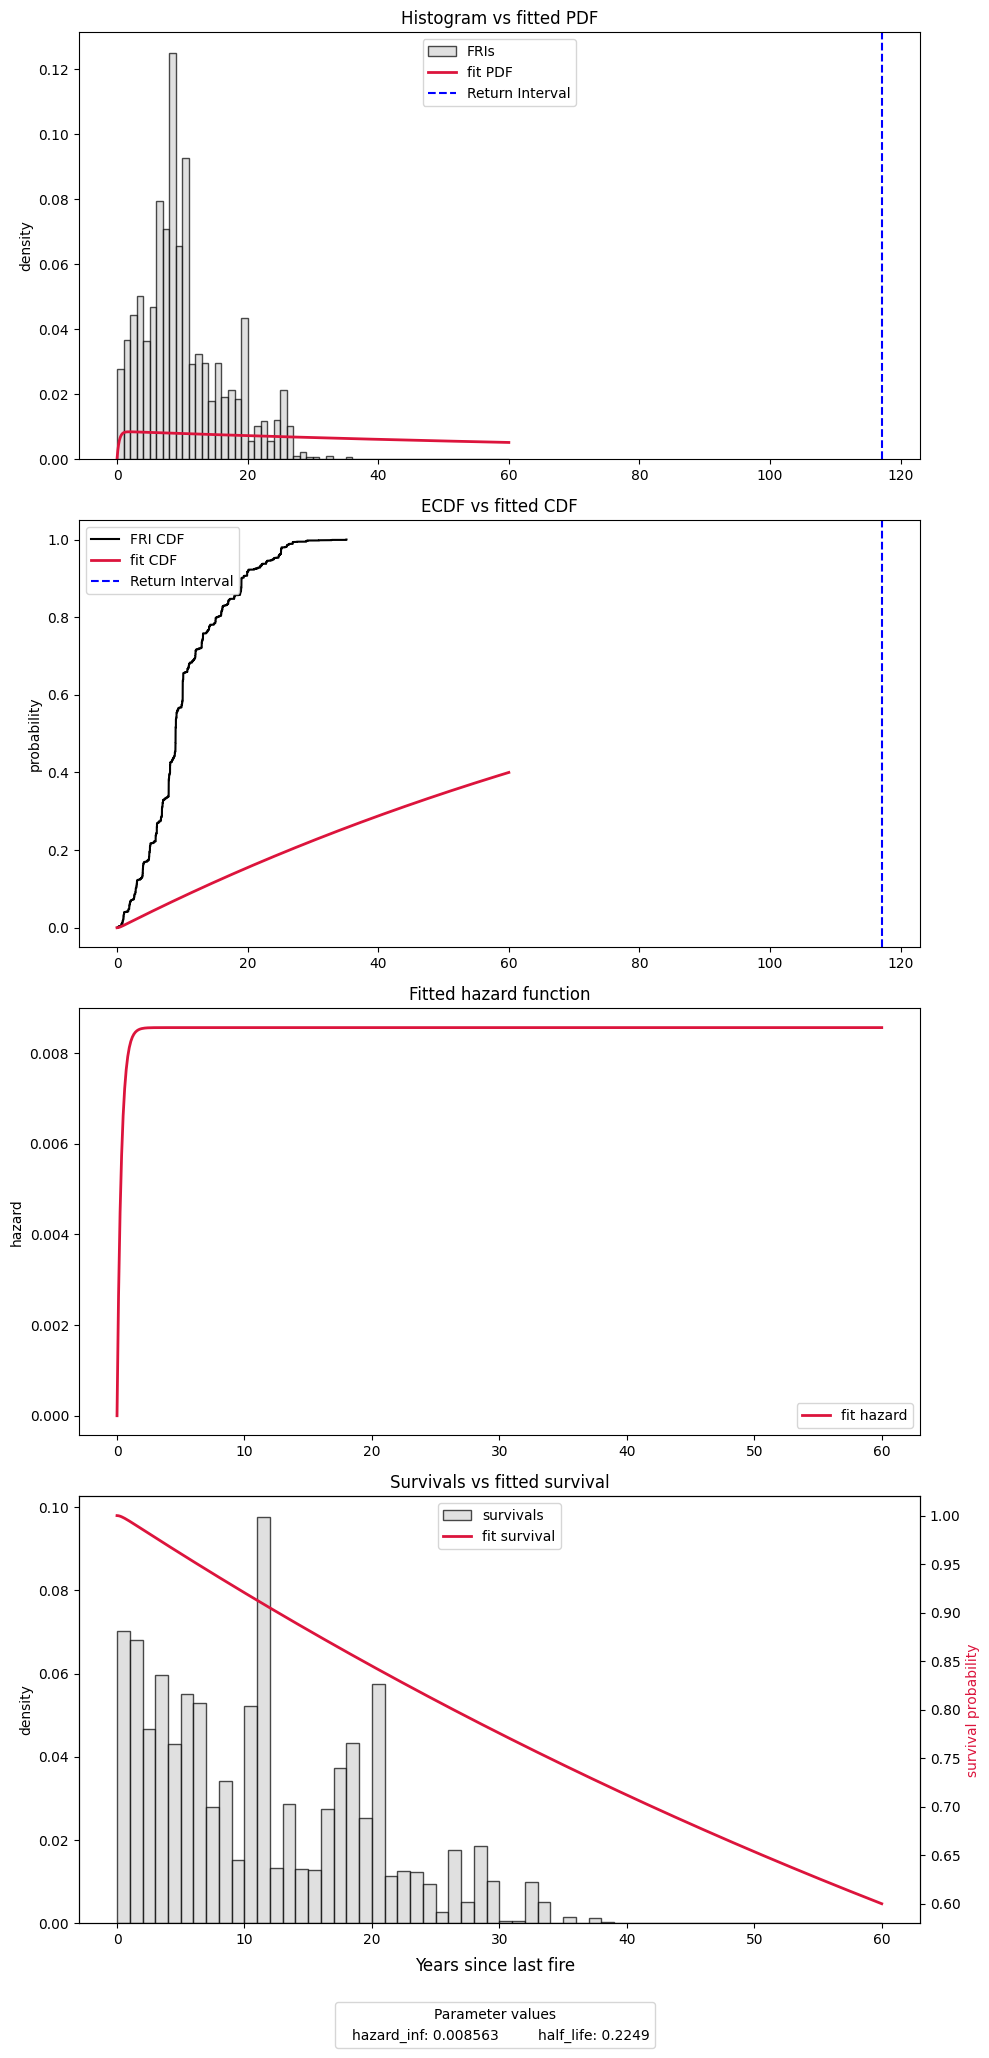 Histogram vs fitted PDF
FRIs
fit PDF
Return Interval
density
0.12
0.10
0.08
0.06
0.04
0.02
0.00
0 20 40 60 80 100 120
ECDF vs fitted CDF
FRI CDF
fit CDF
Return Interval
probability
1.0
0.8
0.6
0.4
0.2
0.0
0 20 40 60 80 100 120
Fitted hazard function
hazard
0.008
0.006
0.004
0.002
0.000
fit hazard
0 10 20 30 40 50 60
Survivals vs fitted survival
survivals
fit survival
density
0.10
0.08
0.06
0.04
0.02
0.00
1.00
0.95
0.90
0.85
0.80
0.75
0.70
0.65
0.60
survival probability
0 10 20 30 40 50 60
Years since last fire
Parameter values
hazard_inf: 0.008563 half_life: 0.2249